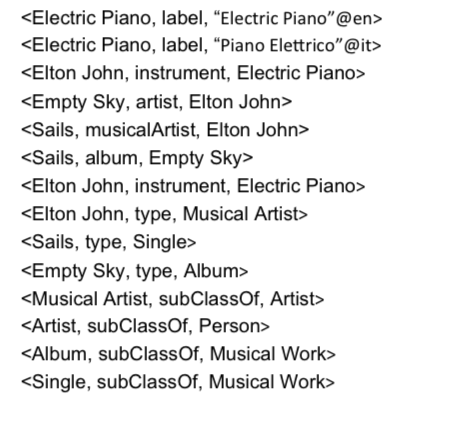 <Electric Piano, label, “Electric Piano”@en>
<Electric Piano, label, “Piano Elettrico”@it>
<Elton John, instrument, Electric Piano>
<Empty Sky, artist, Elton John>
<Sails, musicalArtist, Elton John>
<Sails, album, Empty Sky>
<Elton John, instrument, Electric Piano>
<Elton John, type, Musical Artist>
<Sails, type, Single>
<Empty Sky, type, Album>
<Musical Artist, subClassOf, Artist>
<Artist, subClassOf, Person>
<Album, subClassOf, Musical Work>
<Single, subClassOf, Musical Work>